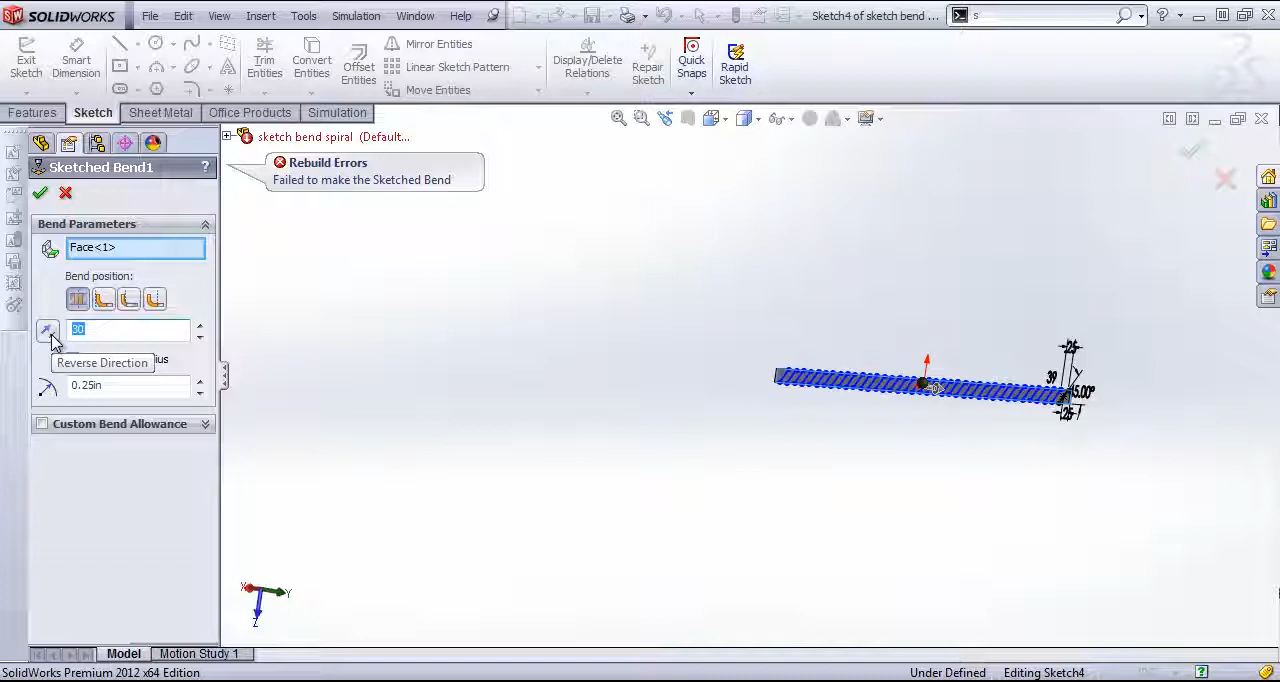 SOLIDWORKS File Edit View Insert Tools Simulation Window Help Sketch4 of sketch bend ... s
Exit Sketch
Smart Dimension
Trim Entities
Convert Entities
Offset Entities
Mirror Entities
Linear Sketch Pattern
Move Entities
Display/Delete Relations
Repair Sketch
Quick Snaps
Rapid Sketch
Features Sketch Sheet Metal Office Products Simulation
sketch bend spiral (Default...
Rebuild Errors
Failed to make the Sketched Bend
Sketched Bend1 ?
Bend Parameters
Face<1>
Bend position:
30
Reverse Direction
ius
0.25in
Custom Bend Allowance
.25
39
.25
X Y
Z
Model Motion Study 1
SolidWorks Premium 2012 x64 Edition Under Defined Editing Sketch4